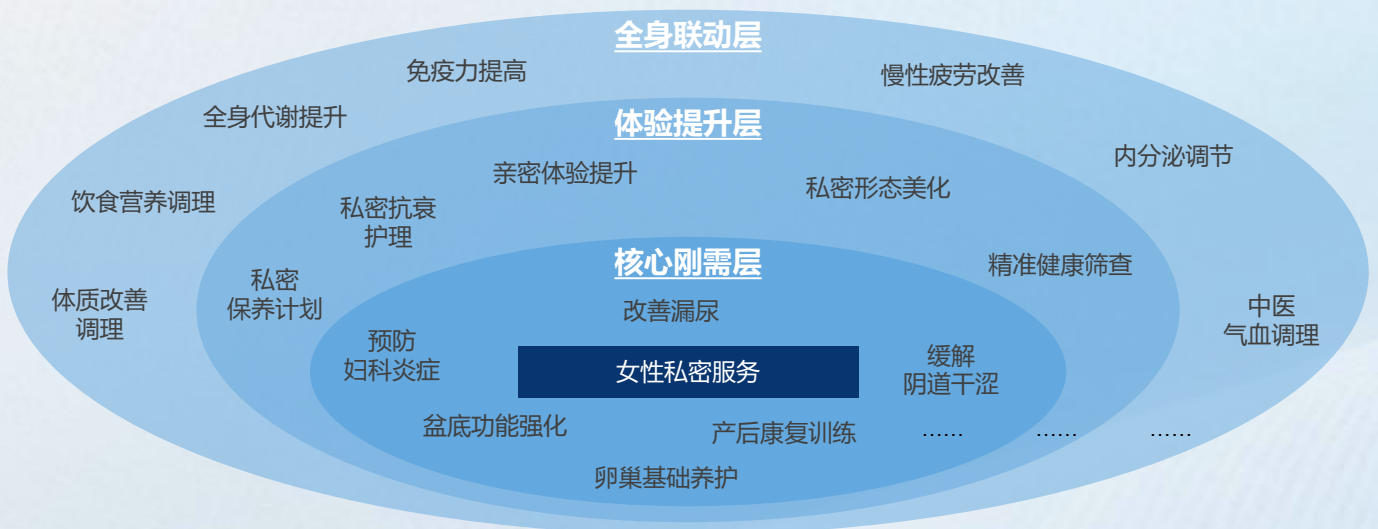 全身联动层
免疫力提高
慢性疲劳改善
全身代谢提升
体验提升层
内分泌调节
亲密体验提升
私密形态美化
饮食营养调理
私密抗衰
护理
核心刚需层
精准健康筛查
私密
保养计划
体质改善
调理
改善漏尿
中医
气血调理
预防
妇科炎症
女性私密服务
缓解
阴道干涩
盆底功能强化
产后康复训练
……
……
……
卵巢基础养护